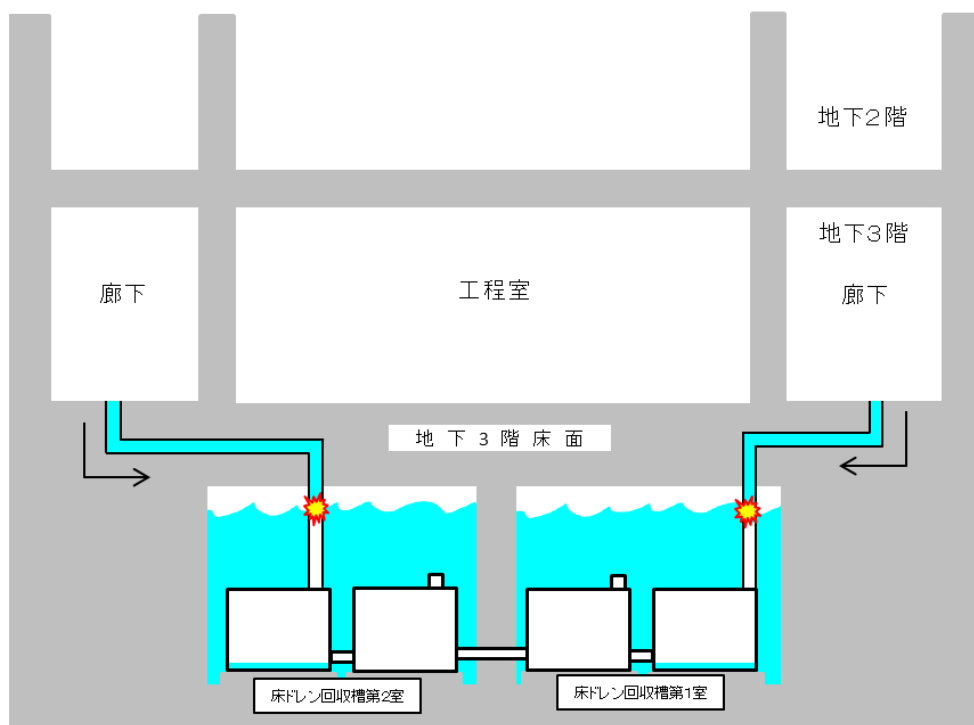 地下２階
地下３階
廊下
工程室
廊下
地下３階床面
床ドレン回収槽第2室
床ドレン回収槽第1室